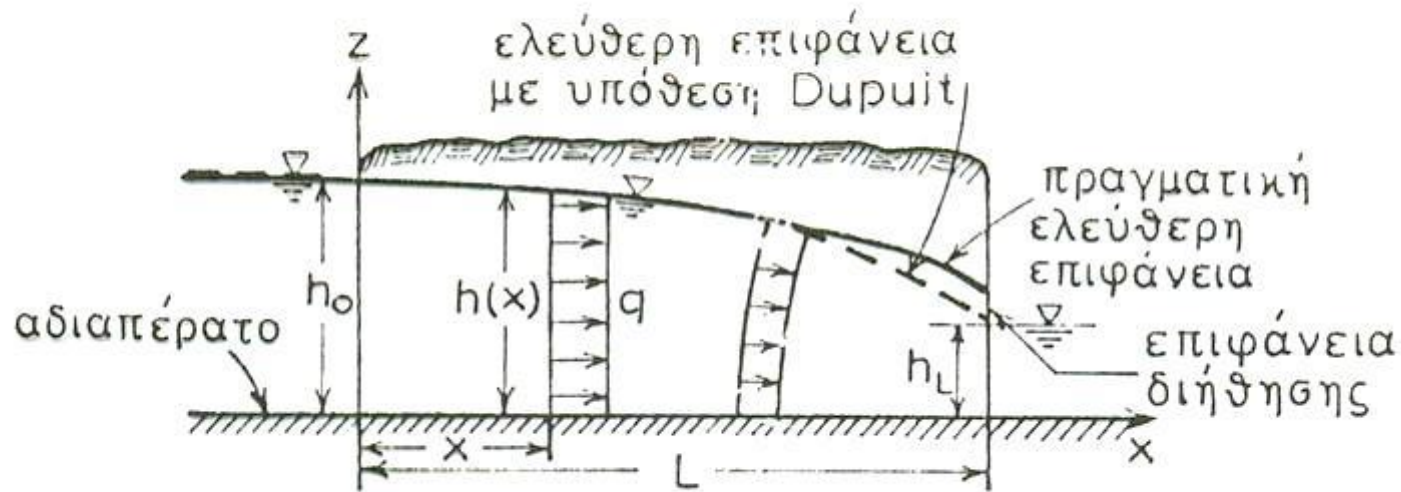 z
ελεύθερη επιφάνεια
με υπόθεση Dupuit
πραγματική
ελεύθερη
επιφάνεια
h₀
h(x)
q
αδιαπέρατο
h_L
επιφάνεια
διήθησης
x
x
L